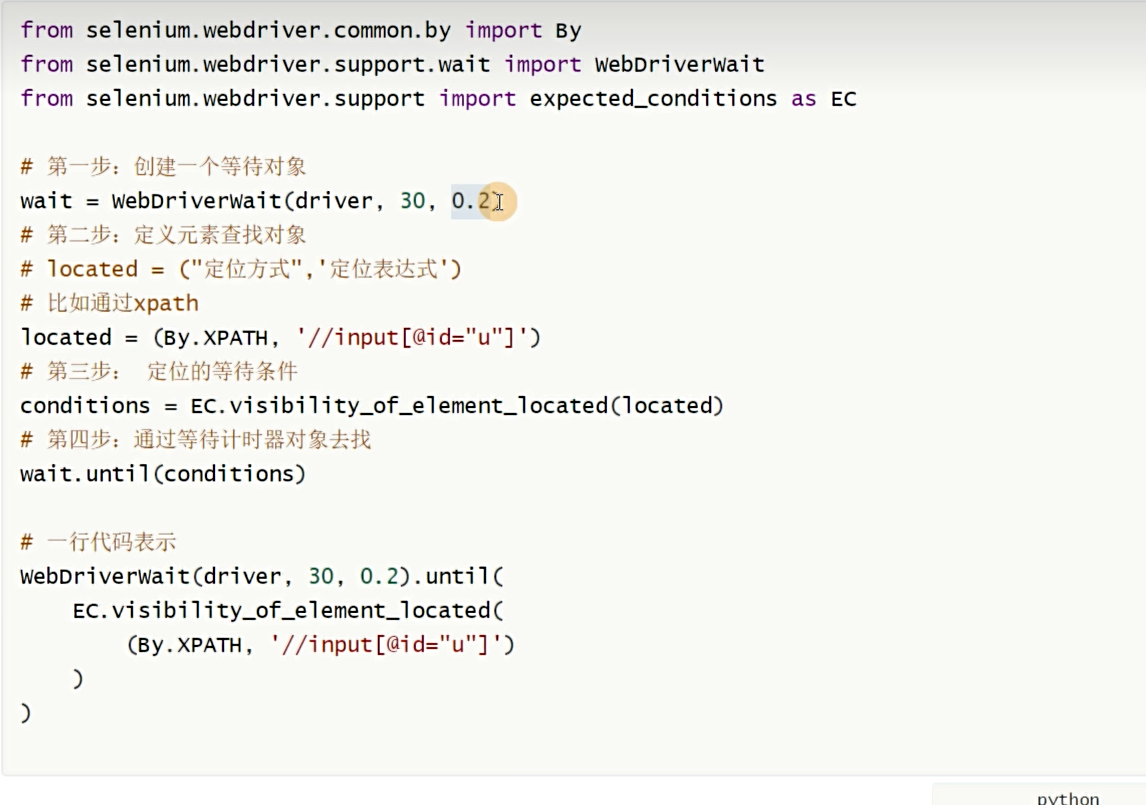 from selenium.webdriver.common.by import By
from selenium.webdriver.support.wait import WebDriverWait
from selenium.webdriver.support import expected_conditions as EC
# 第一步：创建一个等待对象
wait = WebDriverWait(driver, 30, 0.2)
# 第二步：定义元素查找对象
# located = ("定位方式",'定位表达式')
# 比如通过xpath
located = (By.XPATH, '//input[@id="u"]')
# 第三步： 定位的等待条件
conditions = EC.visibility_of_element_located(located)
# 第四步：通过等待计时器对象去找
wait.until(conditions)
# 一行代码表示
WebDriverWait(driver, 30, 0.2).until(
    EC.visibility_of_element_located(
        (By.XPATH, '//input[@id="u"]')
    )
)
python